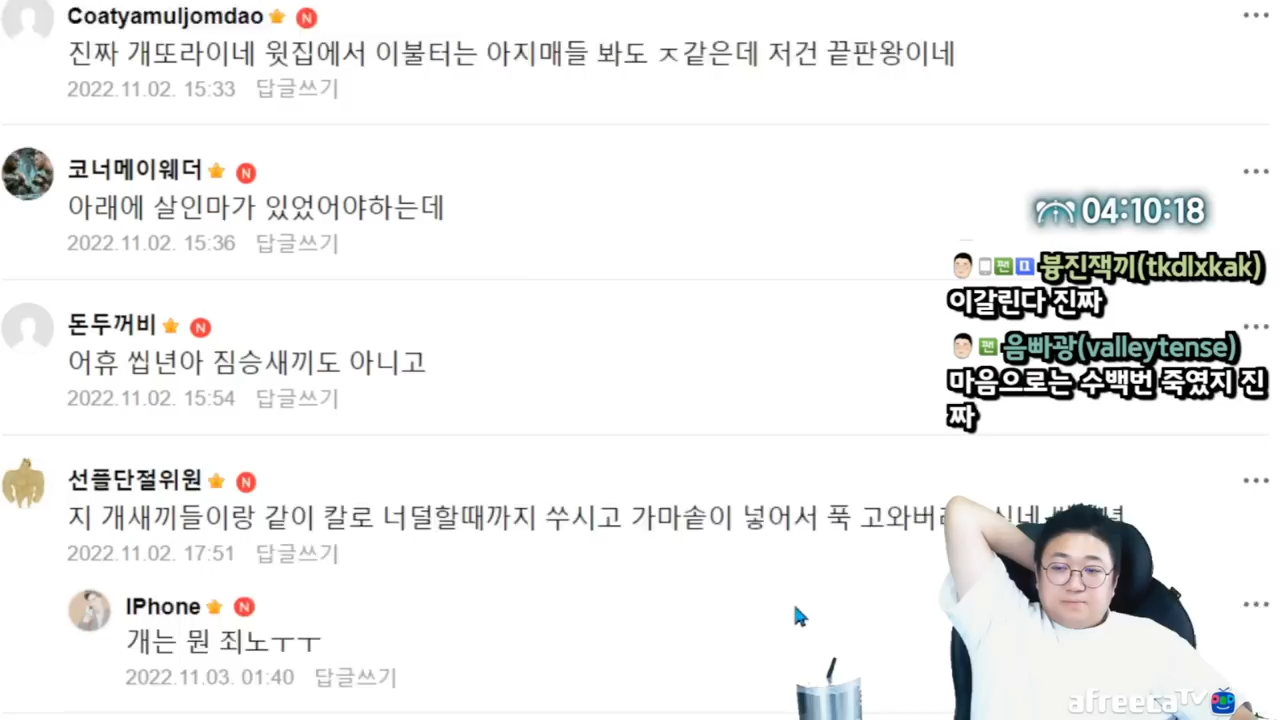 Coatyamuljomdao N
진짜 개또라이네 윗집에서 이불터는 아지매들 봐도 ㅈ같은데 저건 끝판왕이네
2022.11.02. 15:33 답글쓰기
코너메이웨더 N
아래에 살인마가 있었어야하는데
2022.11.02. 15:36 답글쓰기
04:10:18
븅진잭끼(tkdlxkak)
이갈린다 진짜
돈두꺼비 N
어휴 씹년아 짐승새끼도 아니고
2022.11.02. 15:54 답글쓰기
음빠광(valleytense)
마음으로는 수백번 죽였지 진
짜
선플단절위원 N
지 개새끼들이랑 같이 칼로 너덜할때까지 쑤시고 가마솥이 넣어서 푹
2022.11.02. 17:51 답글쓰기
IPhone N
개는 뭔 죄노ㅜㅜ
2022.11.03. 01:40 답글쓰기
afreecaTV